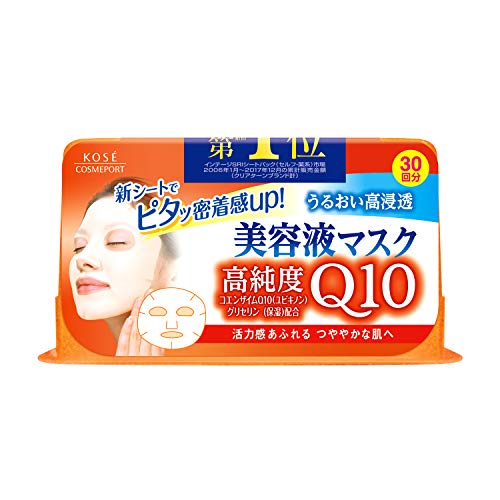 第1位
インテージSRIシートパック(セルフ-薬系)市場
2006年1月~2017年12月の累計販売金額
(クリアターンブランド計)
KOSÉ
COSMEPORT
30
回分
新シートで
ピタッ密着感up!
うるおい高浸透
美容液マスク
高純度
Q10
コエンザイムQ10(ユビキノン)
グリセリン (保湿)配合
活力感あふれる つややかな肌へ